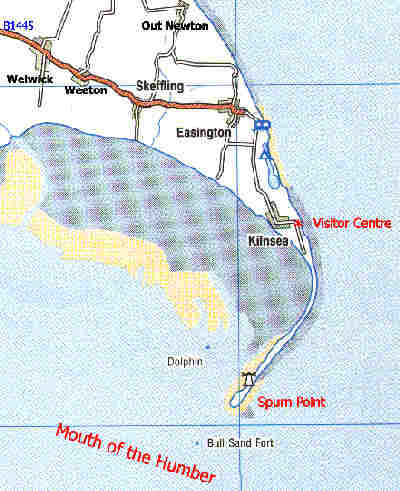 Out Newton
B1445
Welwick
Weeton
Skeffling
Easington
B
A
Visitor Centre
Kilnsea
Dolphin
Spurn Point
Mouth of the Humber
Bull Sand Fort